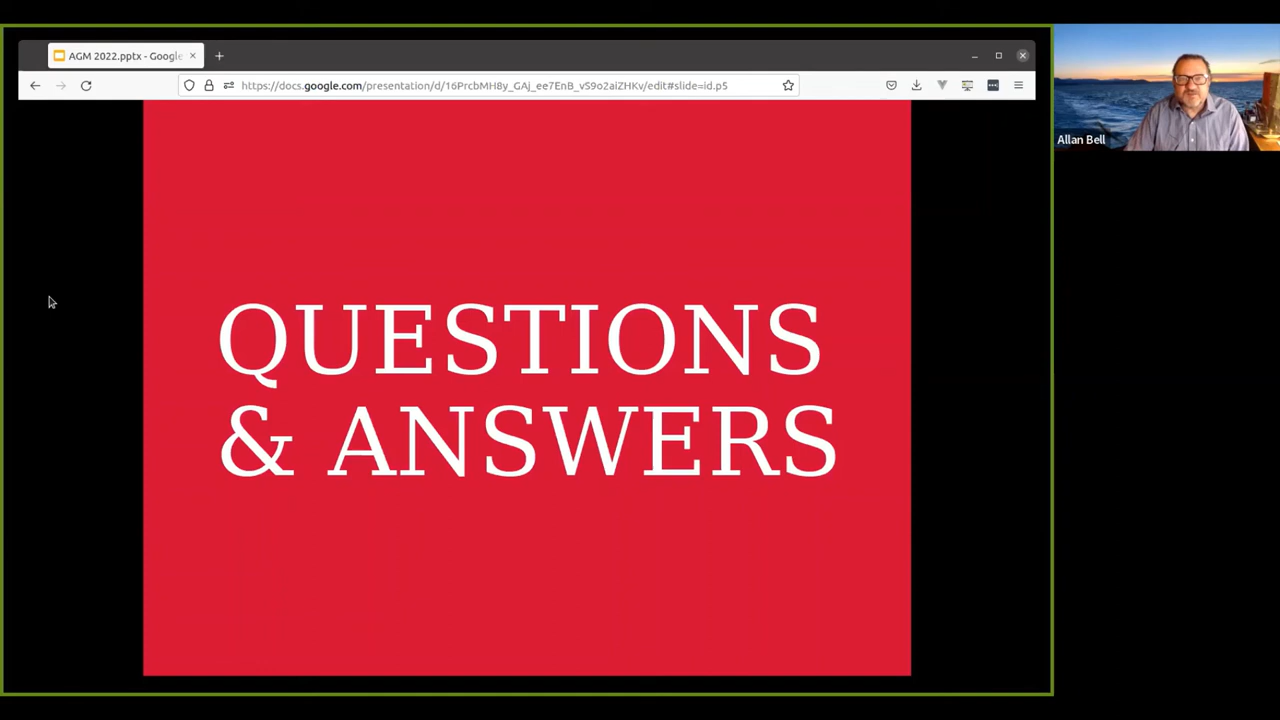 AGM 2022.pptx - Google
https://docs.google.com/presentation/d/16PrcbMH8y_GAj_ee7EnB_vS9o2aiZHKv/edit#slide=id.p5
Allan Bell
QUESTIONS
& ANSWERS